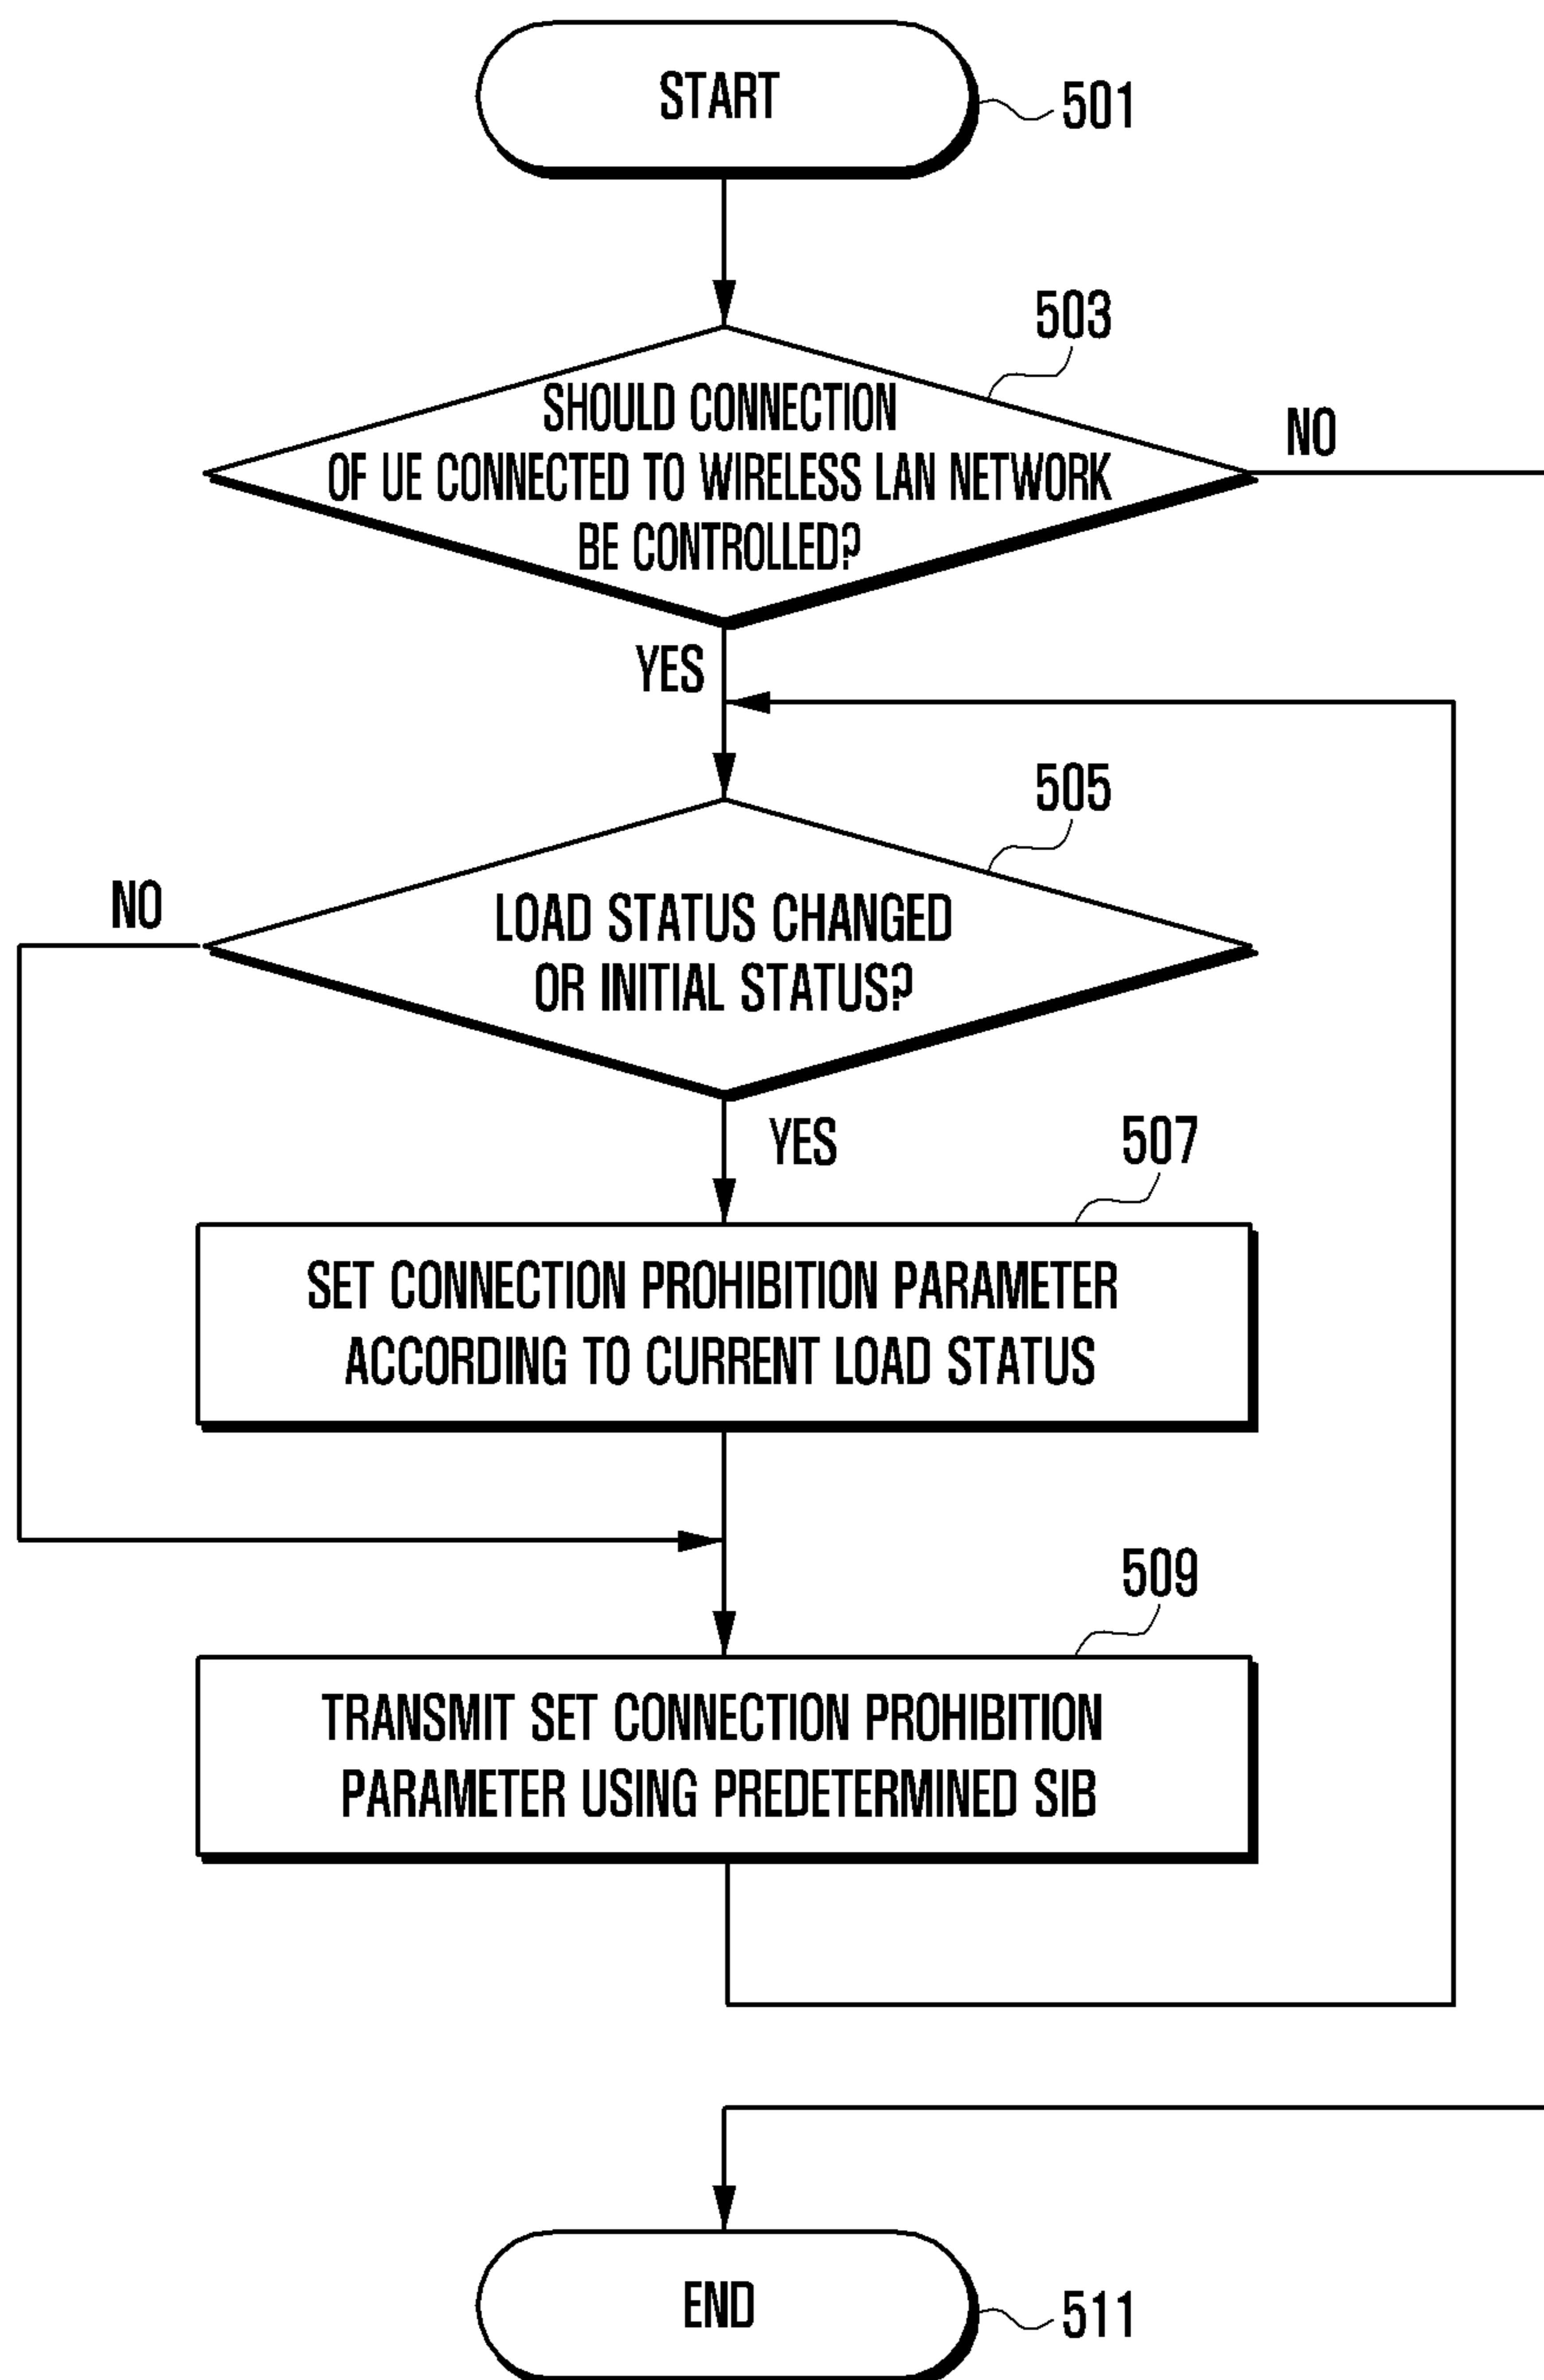 START
501
503
SHOULD CONNECTION
OF UE CONNECTED TO WIRELESS LAN NETWORK
BE CONTROLLED?
NO
YES
505
NO
LOAD STATUS CHANGED
OR INITIAL STATUS?
YES
507
SET CONNECTION PROHIBITION PARAMETER
ACCORDING TO CURRENT LOAD STATUS
509
TRANSMIT SET CONNECTION PROHIBITION
PARAMETER USING PREDETERMINED SIB
END
511